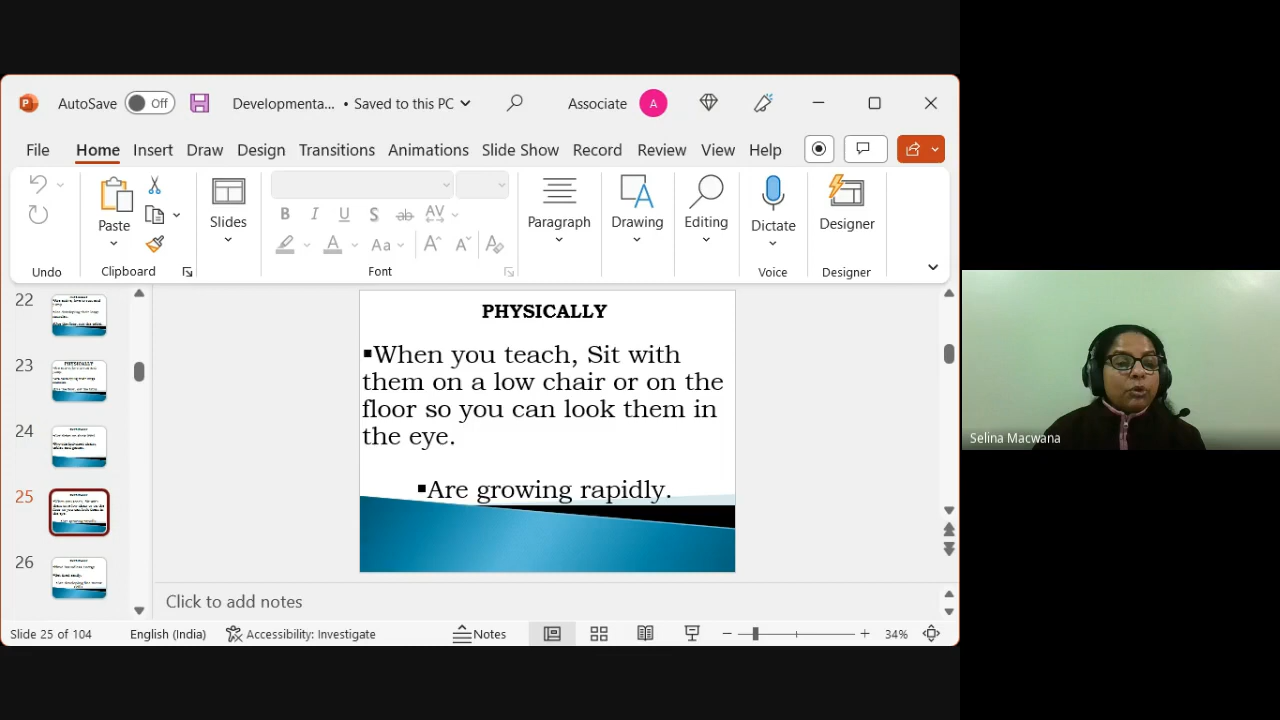 AutoSave Off Developmenta... • Saved to this PC Associate A
File Home Insert Draw Design Transitions Animations Slide Show Record Review View Help
Paste Slides Paragraph Drawing Editing Dictate Designer
Undo Clipboard Font Voice Designer
22
23
24
25
26
PHYSICALLY
▪When you teach, Sit with
them on a low chair or on the
floor so you can look them in
the eye.
▪Are growing rapidly.
Click to add notes
Slide 25 of 104 English (India) Accessibility: Investigate Notes 34%
Selina Macwana